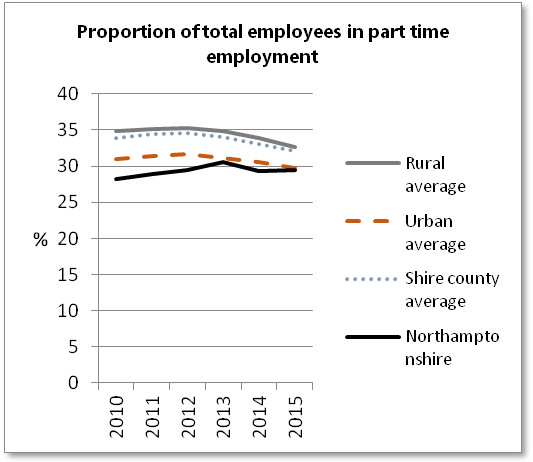 Proportion of total employees in part time
employment
40
35
30
25
20
15
10
5
0
%
2010
2011
2012
2013
2014
2015
Rural
average
Urban
average
Shire county
average
Northampto
nshire